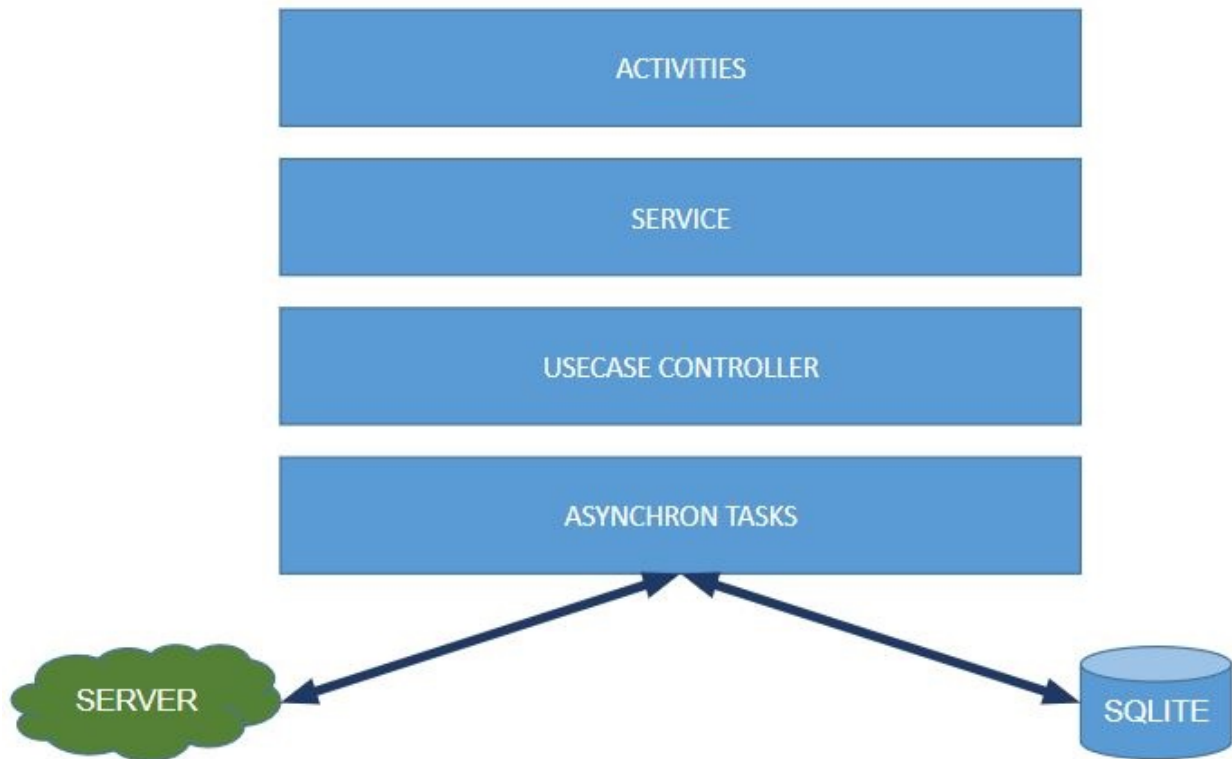 ACTIVITIES
SERVICE
USECASE CONTROLLER
ASYNCHRON TASKS
SERVER
SQLITE